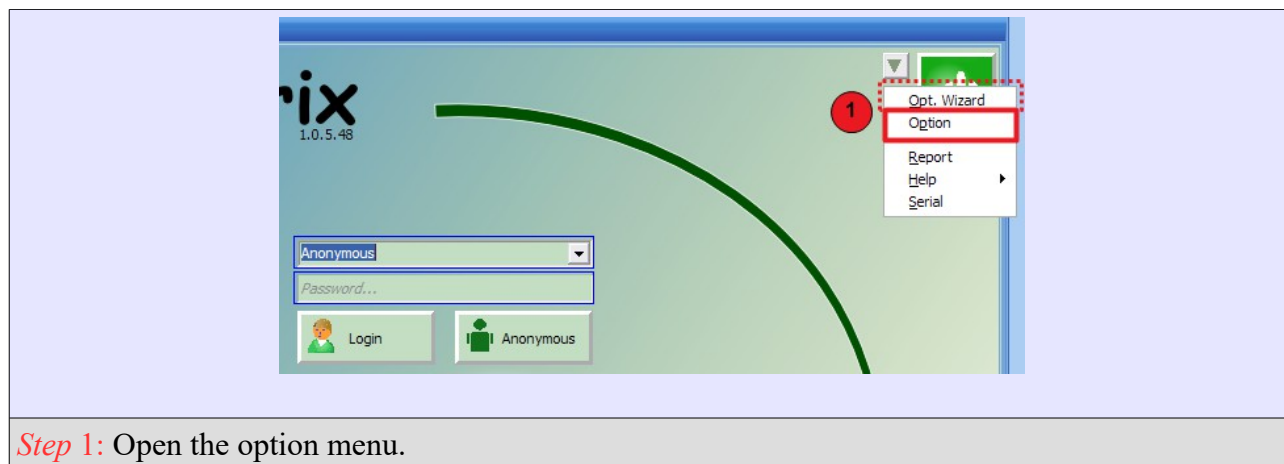 rix
1.0.5.48
1
Opt. Wizard
Option
Report
Help
Serial
Anonymous
Password...
Login
Anonymous
Step 1: Open the option menu.